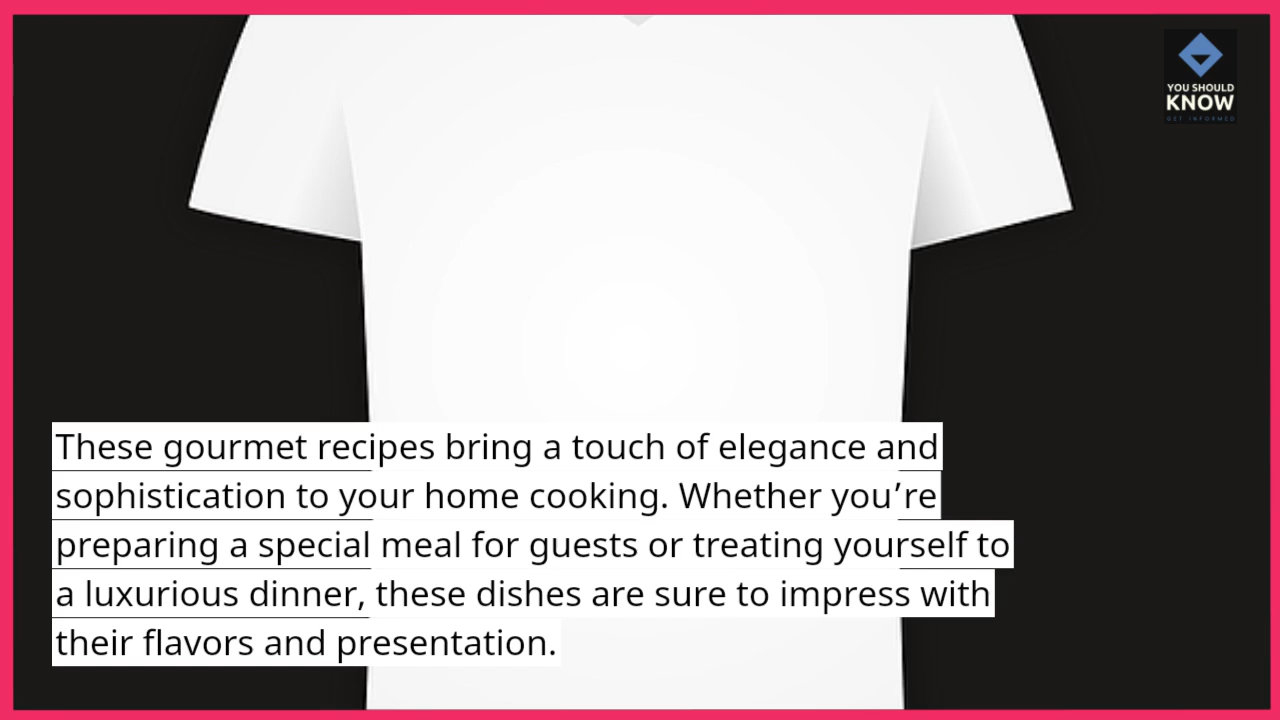 YOU SHOULD
KNOW
GET INFORMED
These gourmet recipes bring a touch of elegance and
sophistication to your home cooking. Whether you’re
preparing a special meal for guests or treating yourself to
a luxurious dinner, these dishes are sure to impress with
their flavors and presentation.